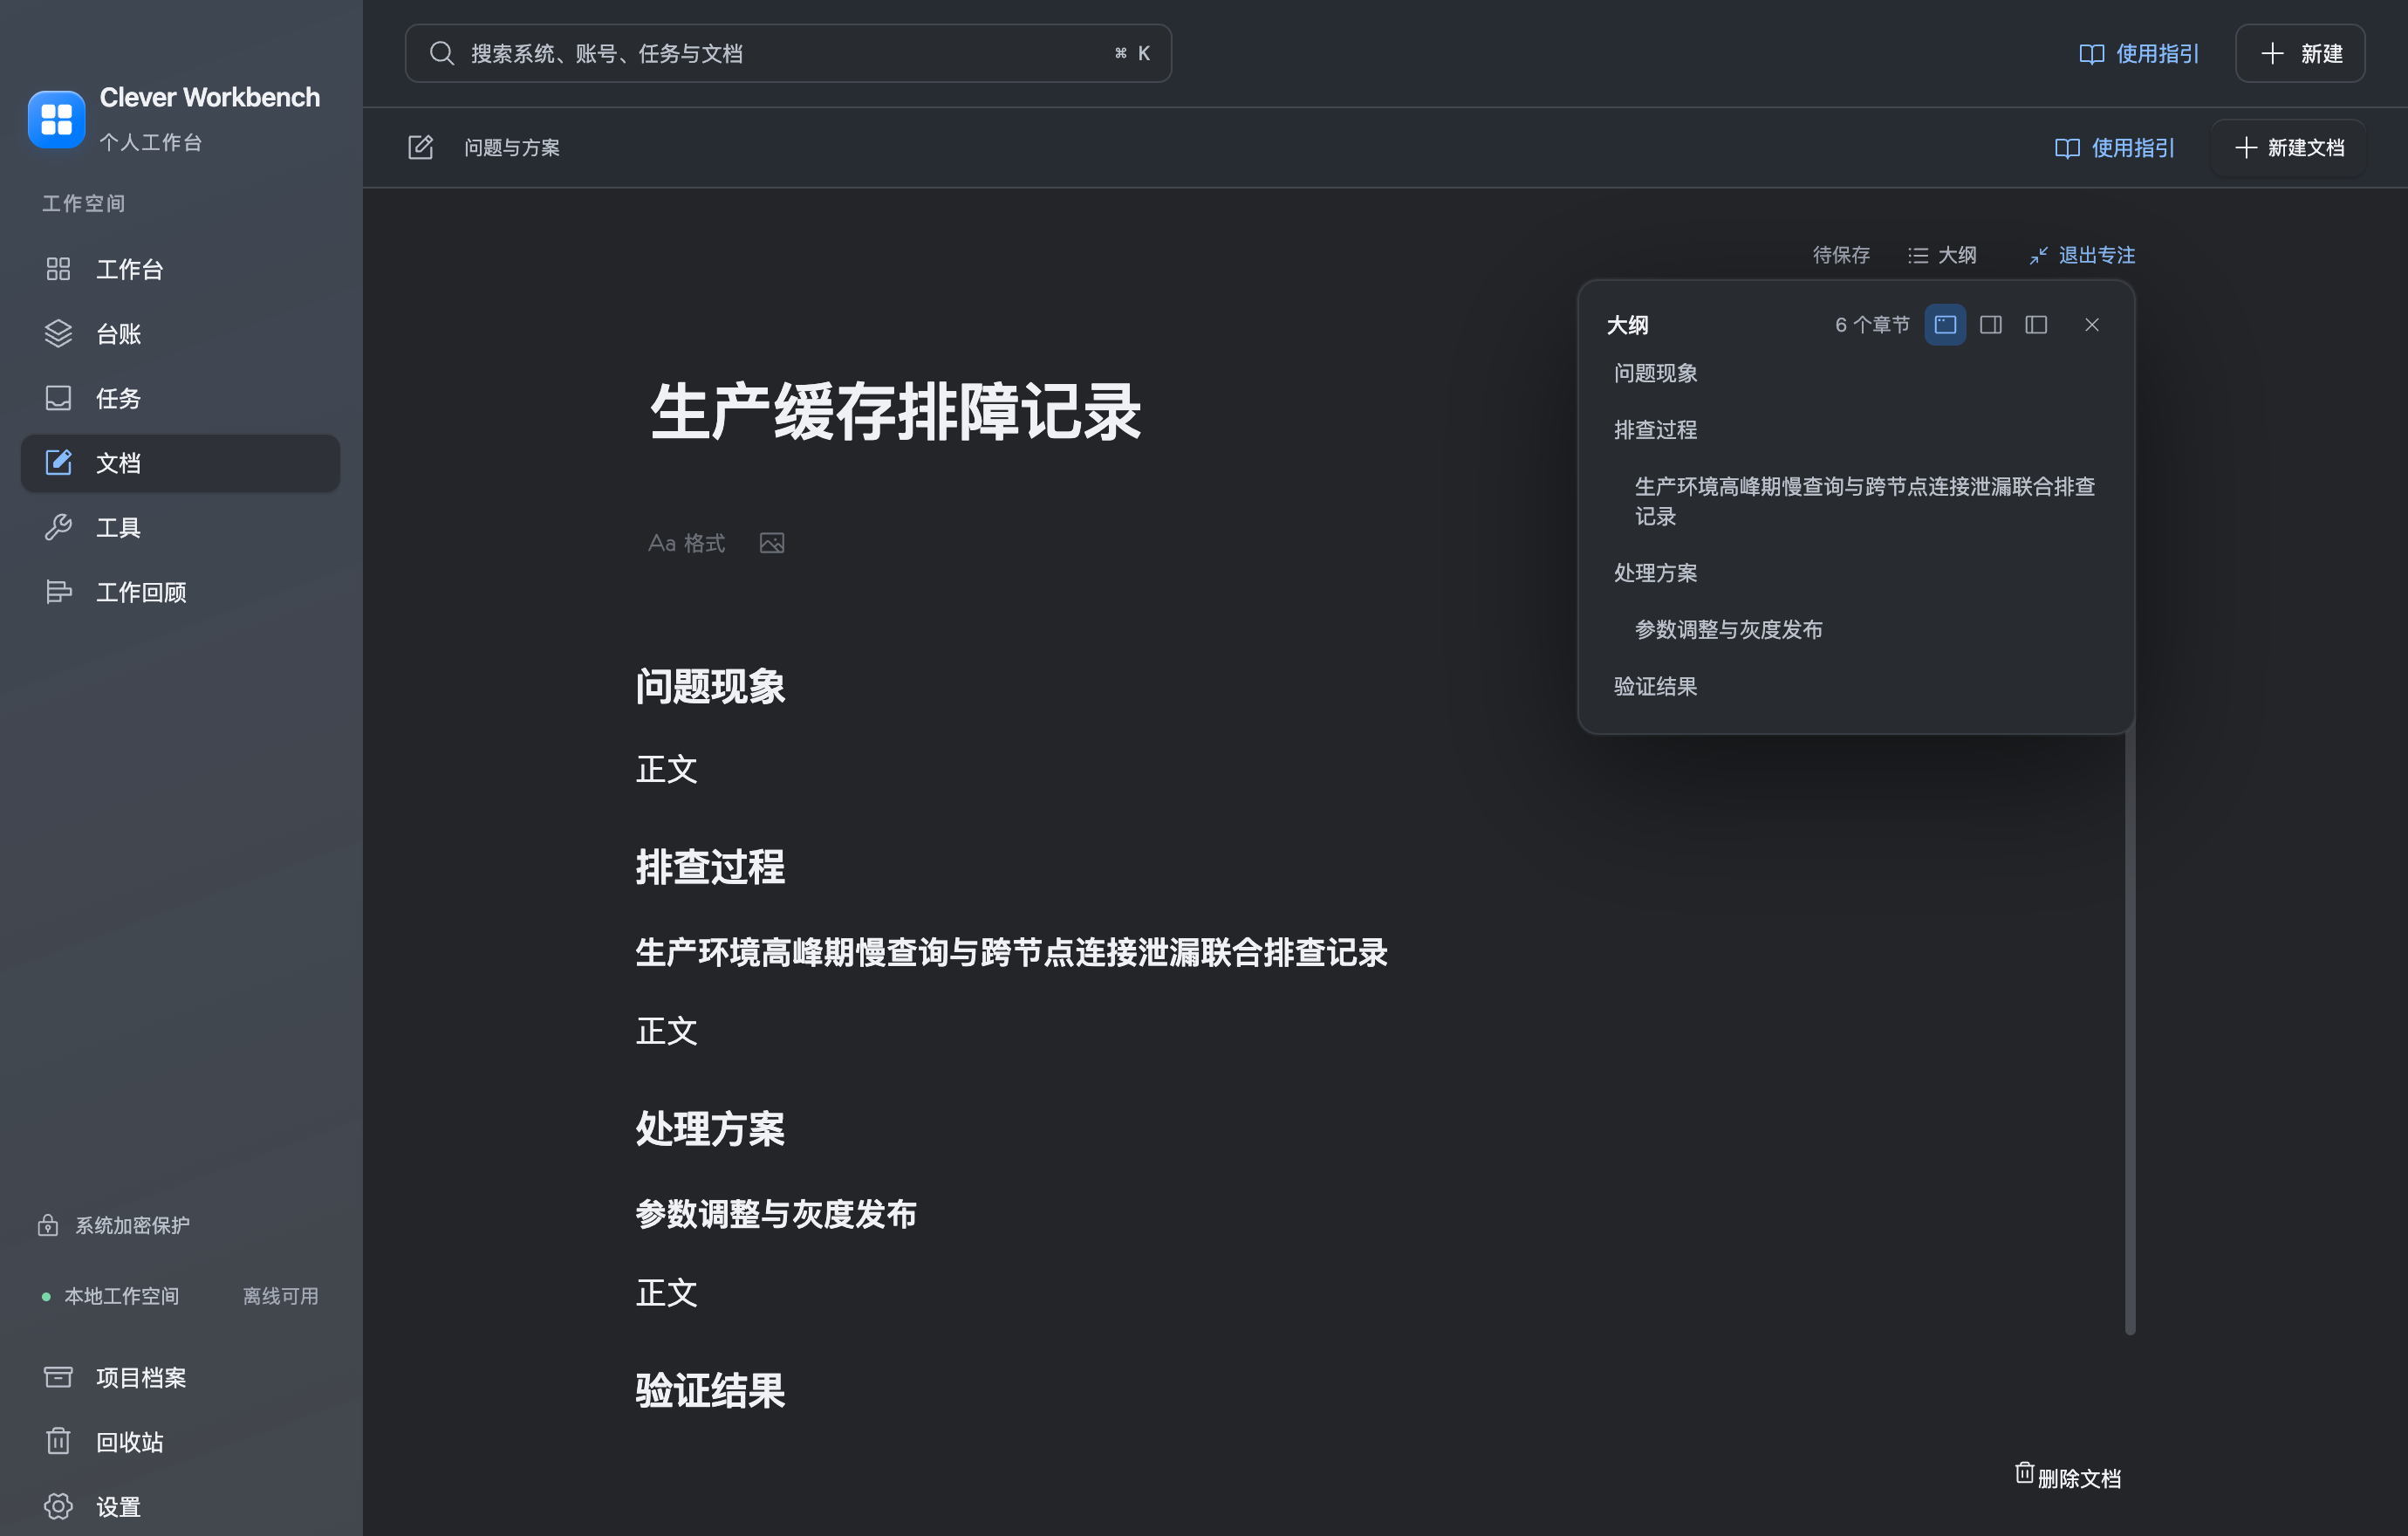 Clever Workbench
个人工作台
工作空间
工作台
台账
任务
文档
工具
工作回顾
系统加密保护
本地工作空间 离线可用
项目档案
回收站
设置
搜索系统、账号、任务与文档 ⌘ K
使用指引
新建
问题与方案
使用指引
新建文档
待保存 大纲 退出专注
生产缓存排障记录
Aa 格式
问题现象
正文
排查过程
生产环境高峰期慢查询与跨节点连接泄漏联合排查记录
正文
处理方案
参数调整与灰度发布
正文
验证结果
大纲 6 个章节
问题现象
排查过程
生产环境高峰期慢查询与跨节点连接泄漏联合排查
记录
处理方案
参数调整与灰度发布
验证结果
删除文档